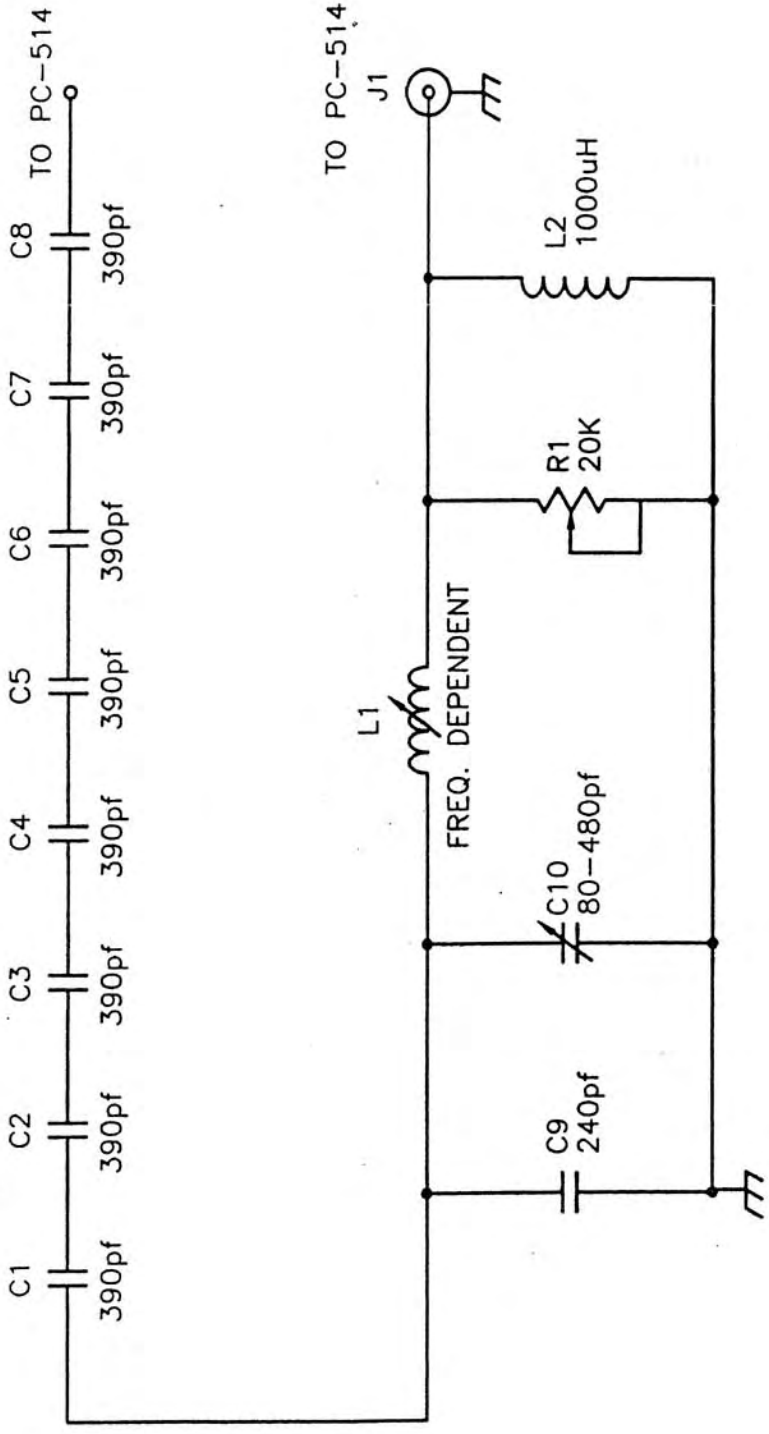 TO PC-514
C8
390pf
C7
390pf
C6
390pf
C5
390pf
C4
390pf
C3
390pf
C2
390pf
C1
390pf
TO PC-514
J1
L2
1000uH
R1
20K
L1
FREQ. DEPENDENT
C10
80-480pf
C9
240pf